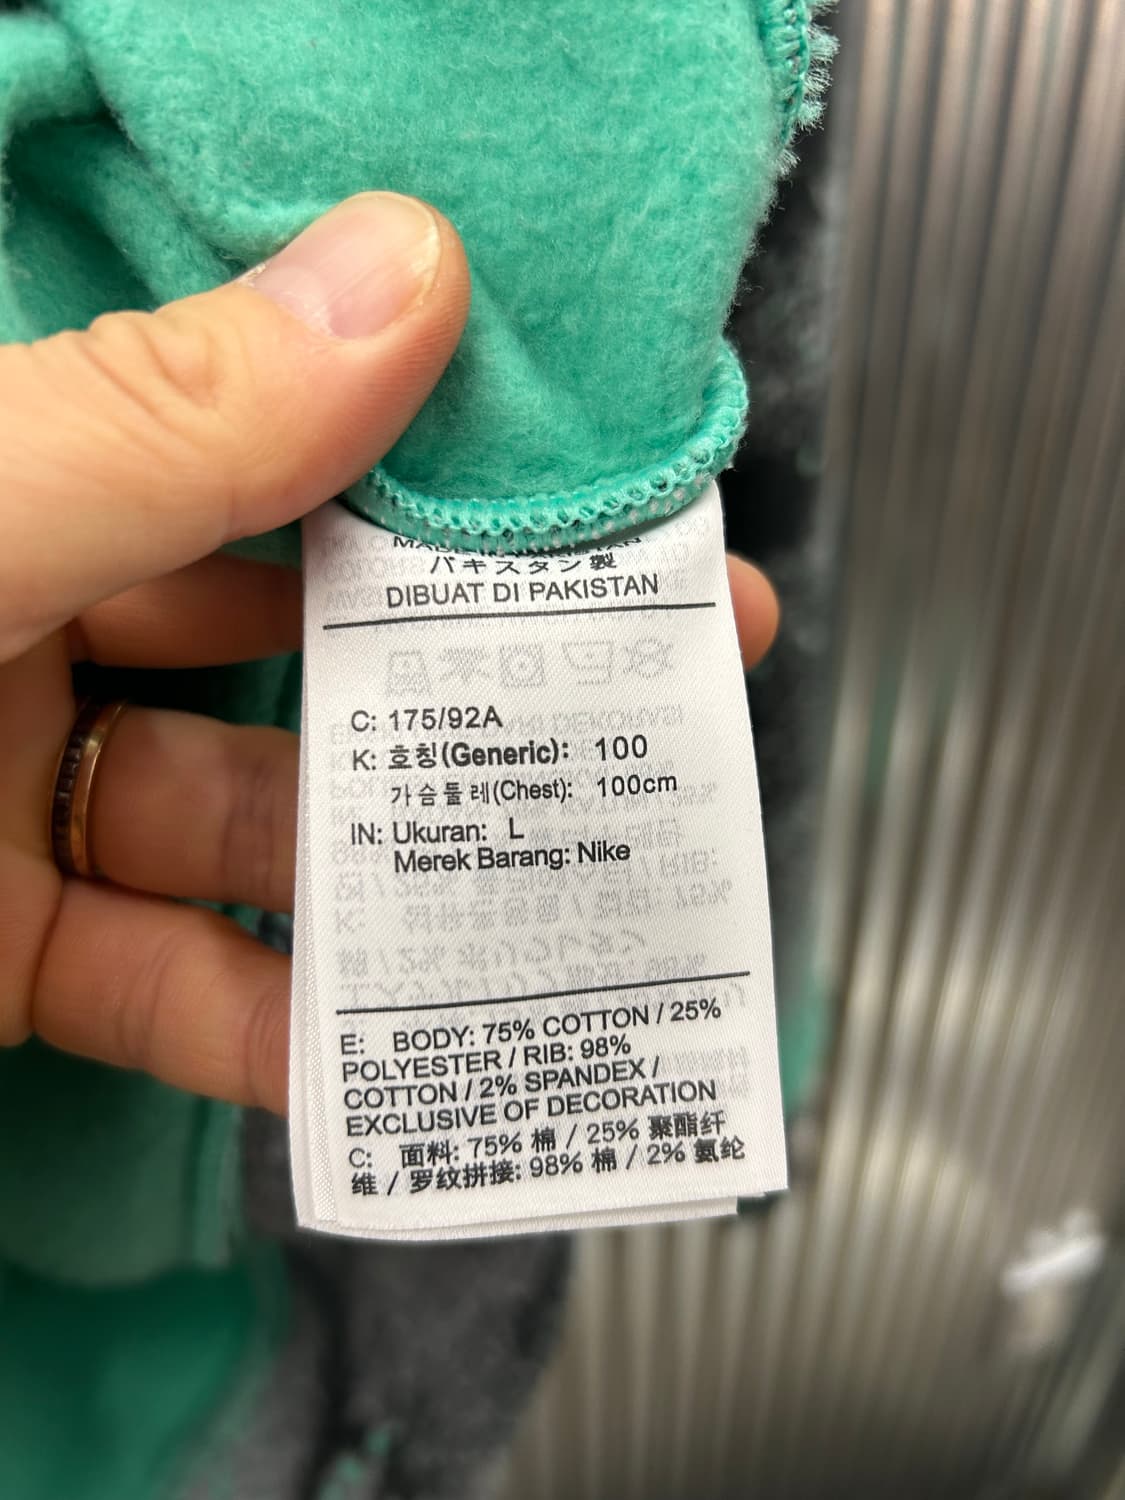 MADE IN PAKISTAN
パキスタン製
DIBUAT DI PAKISTAN
C: 175/92A
K: 호칭(Generic): 100
가슴둘레(Chest): 100cm
IN: Ukuran: L
Merek Barang: Nike
E: BODY: 75% COTTON / 25%
POLYESTER / RIB: 98%
COTTON / 2% SPANDEX /
EXCLUSIVE OF DECORATION
C: 面料: 75% 棉 / 25% 聚酯纤
维 / 罗纹拼接: 98% 棉 / 2% 氨纶